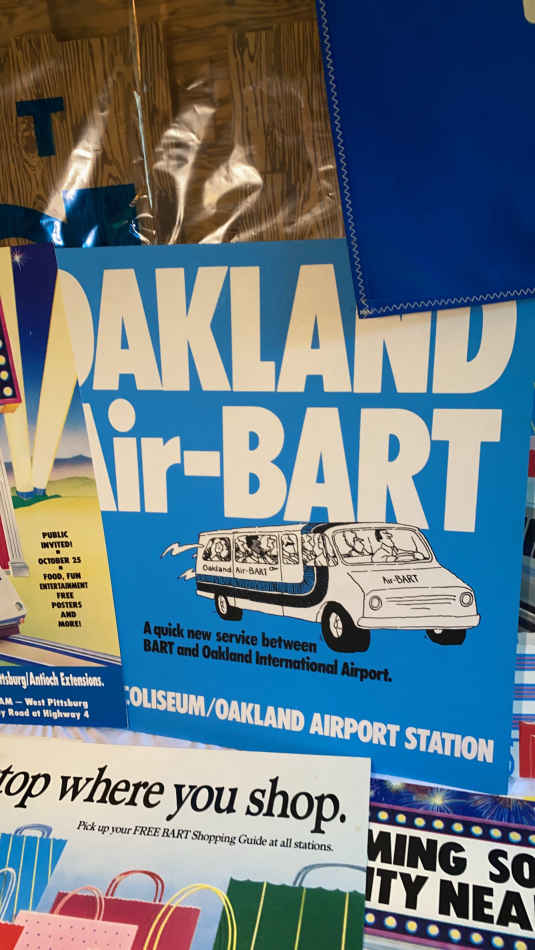 T
OAKLAND
Air-BART
Oakland Air-BART
Air-BART
A quick new service between
BART and Oakland International Airport.
COLISEUM/OAKLAND AIRPORT STATION
PUBLIC
INVITED!
OCTOBER 25
FOOD, FUN
ENTERTAINMENT
FREE
POSTERS
AND
MORE!
ttsburg/Antioch Extensions.
AM – West Pittsburg
y Road at Highway 4
top where you shop.
Pick up your FREE BART Shopping Guide at all stations.
MING SO
ITY NEA